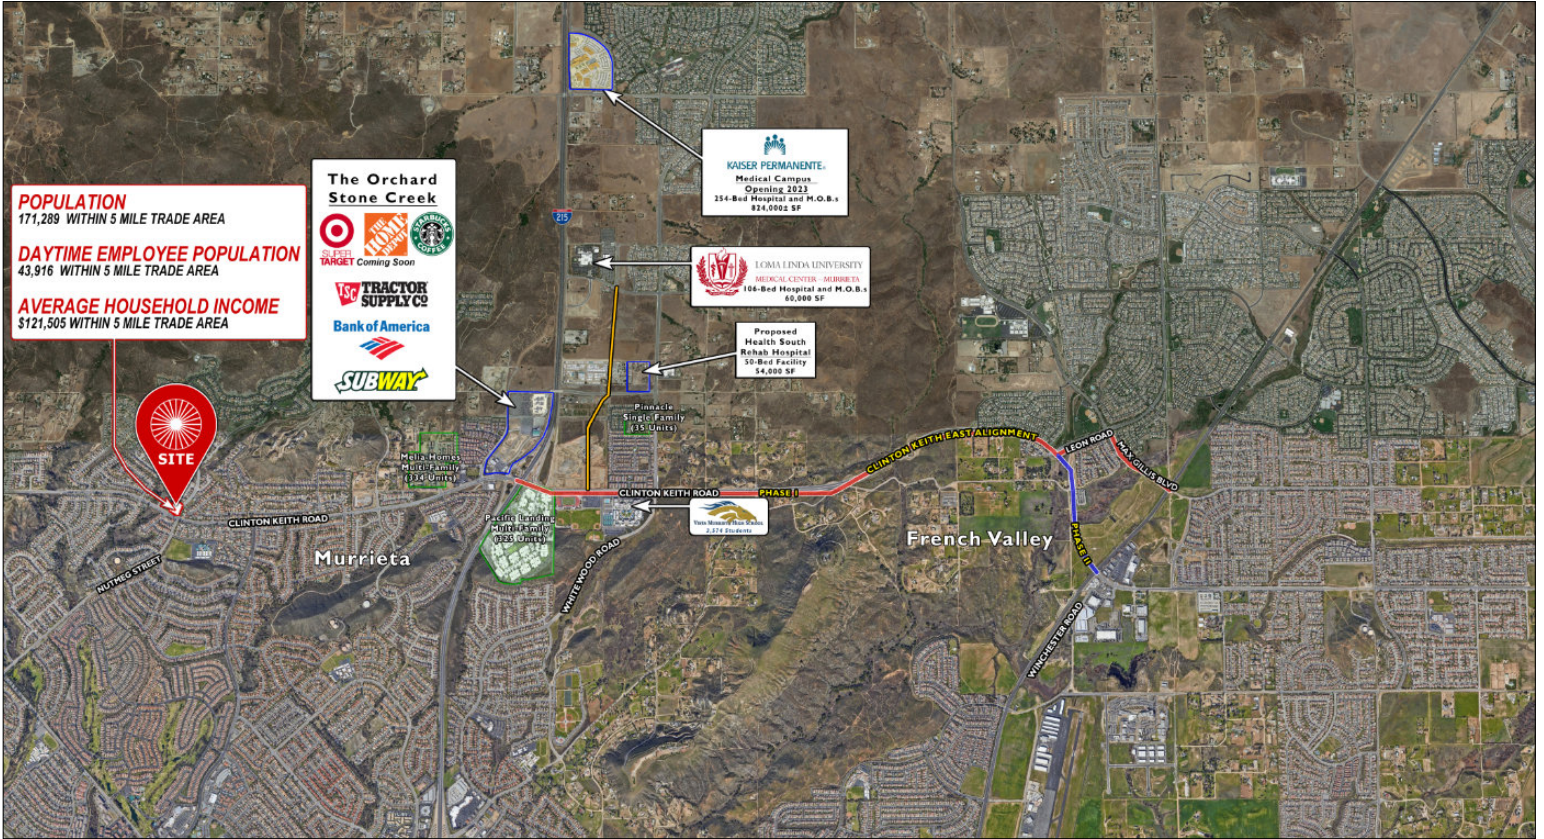 POPULATION
171,289 WITHIN 5 MILE TRADE AREA
DAYTIME EMPLOYEE POPULATION
43,916 WITHIN 5 MILE TRADE AREA
AVERAGE HOUSEHOLD INCOME
$121,505 WITHIN 5 MILE TRADE AREA
SITE
The Orchard
Stone Creek
SUPER
TARGET
THE
HOME
DEPOT
Coming Soon
STARBUCKS
COFFEE
TSC
TRACTOR
SUPPLY CO
Bank of America
SUBWAY
215
KAISER PERMANENTE®
Medical Campus
Opening 2023
254-Bed Hospital and M.O.B.s
824,000± SF
LOMA LINDA UNIVERSITY
MEDICAL CENTER – MURRIETA
106-Bed Hospital and M.O.B.s
60,000 SF
Proposed
Health South
Rehab Hospital
50-Bed Facility
54,000 SF
Pinnacle
Single Family
(35 Units)
Melia-Homes
Multi-Family
(334 Units)
Pacific Landing
Multi-Family
(325 Units)
CLINTON KEITH ROAD
NUTMEG STREET
Murrieta
CLINTON KEITH ROAD
PHASE I
CLINTON KEITH EAST ALIGNMENT
LEON ROAD
MAX GILLIS BLVD
PHASE II
WHITEWOOD ROAD
French Valley
WINCHESTER ROAD
Vista Murrieta High School
Students